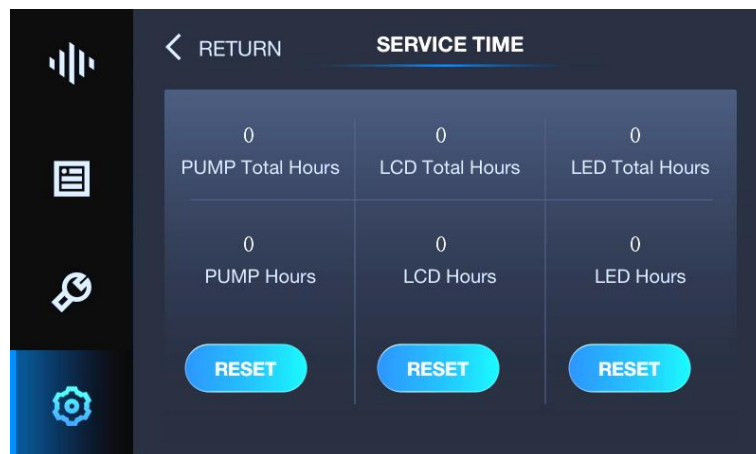 RETURN
SERVICE TIME
0 0 0
PUMP Total Hours LCD Total Hours LED Total Hours
0 0 0
PUMP Hours LCD Hours LED Hours
RESET RESET RESET